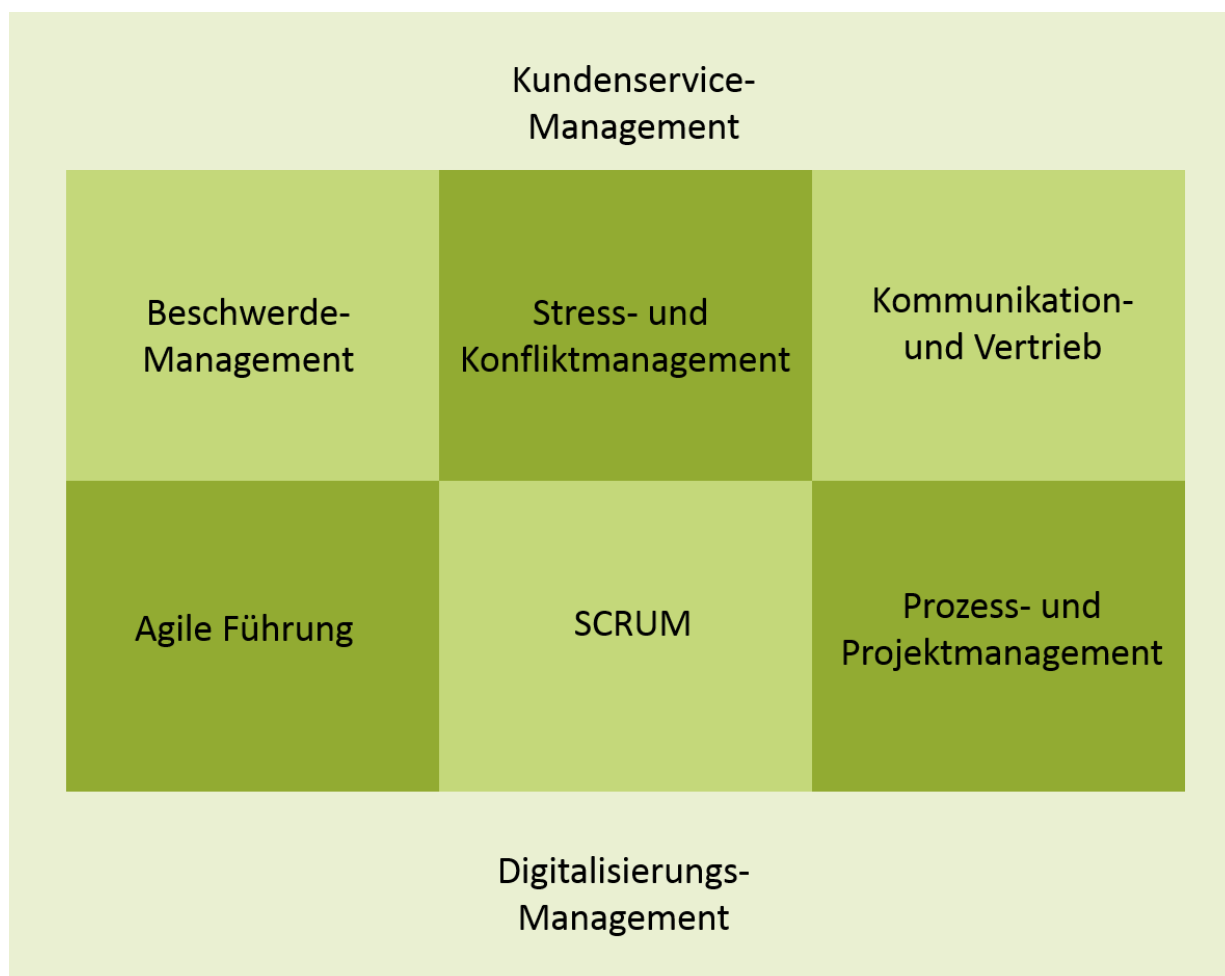 Kundenservice-
Management
Beschwerde-
Management
Stress- und
Konfliktmanagement
Kommunikation-
und Vertrieb
Agile Führung
SCRUM
Prozess- und
Projektmanagement
Digitalisierungs-
Management